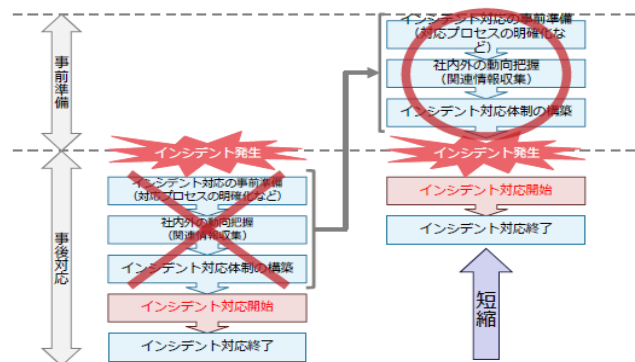 事前準備
インシデント対応の事前準備
(対応プロセスの明確化な
ど)
社内外の動向把握
(関連情報収集)
インシデント対応体制の構築
インシデント発生
インシデント発生
事後対応
インシデント対応の事前準備
(対応プロセスの明確化など)
社内外の動向把握
(関連情報収集)
インシデント対応体制の構築
インシデント対応開始
インシデント対応終了
インシデント対応開始
インシデント対応終了
短縮